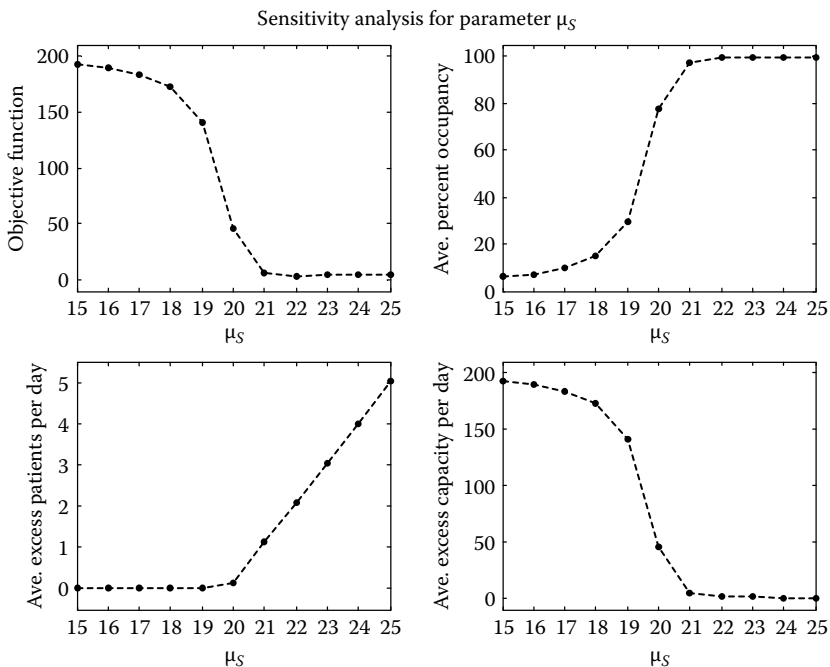 Sensitivity analysis for parameter μS
Objective function
200
150
100
50
0
15 16 17 18 19 20 21 22 23 24 25
μS
Ave. percent occupancy
100
80
60
40
20
0
15 16 17 18 19 20 21 22 23 24 25
μS
Ave. excess patients per day
5
4
3
2
1
0
15 16 17 18 19 20 21 22 23 24 25
μS
Ave. excess capacity per day
200
150
100
50
0
15 16 17 18 19 20 21 22 23 24 25
μS